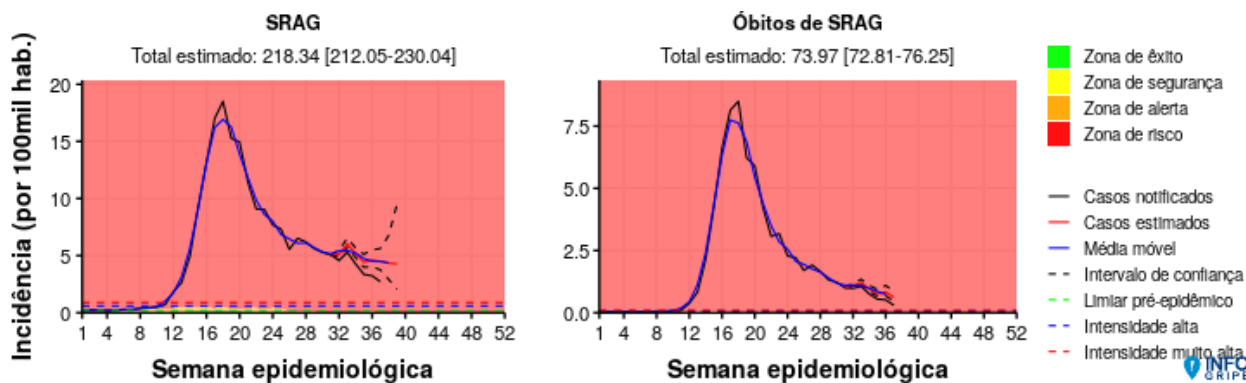 SRAG
Total estimado: 218.34 [212.05-230.04]
Incidência (por 100mil hab.)
20
15
10
5
0
1 4 8 12 16 20 24 28 32 36 40 44 48 52
Semana epidemiológica
Óbitos de SRAG
Total estimado: 73.97 [72.81-76.25]
7.5
5.0
2.5
0.0
1 4 8 12 16 20 24 28 32 36 40 44 48 52
Semana epidemiológica
Zona de êxito
Zona de segurança
Zona de alerta
Zona de risco
Casos notificados
Casos estimados
Média móvel
Intervalo de confiança
Limiar pré-epidêmico
Intensidade alta
Intensidade muito alta
INFO
GRIPE